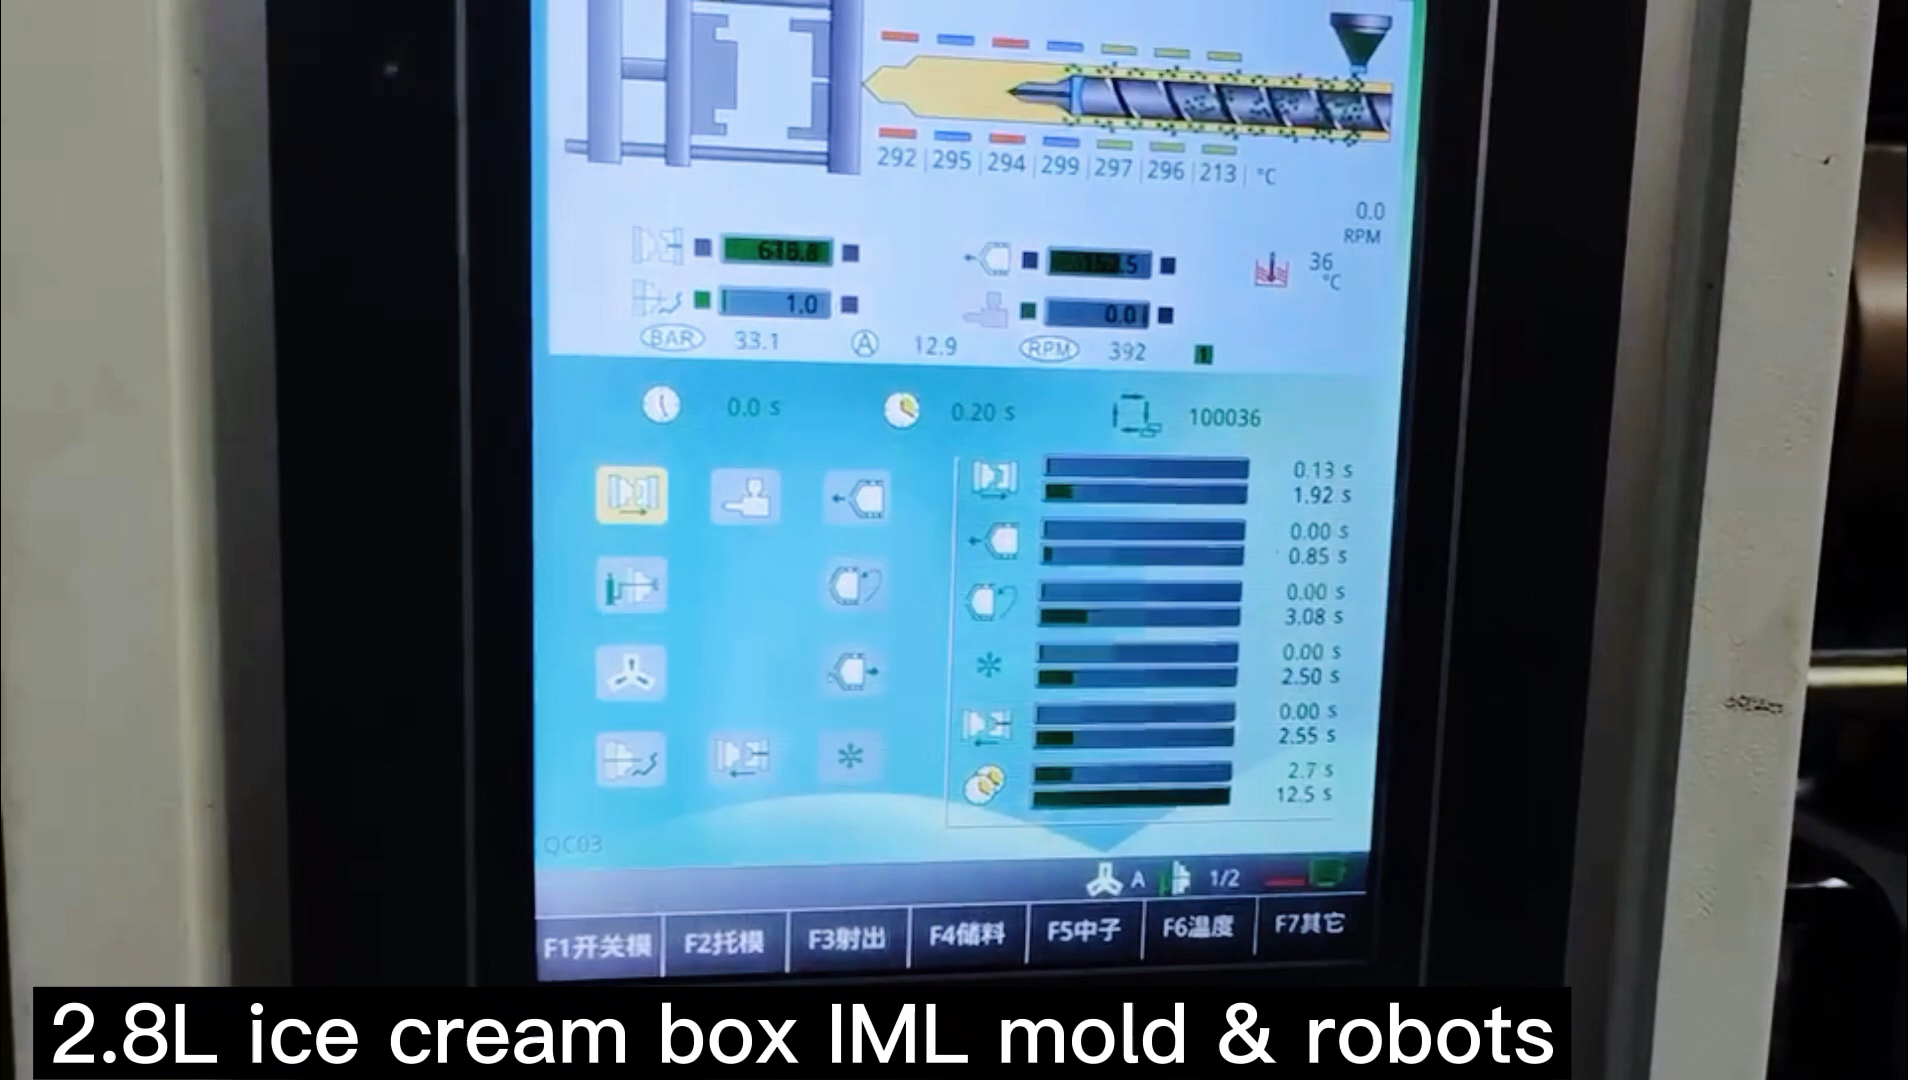 292 | 295 | 294 | 299 | 297 | 296 | 213 | °C
0.0
RPM
618.8
36
°C
1.0
0.0
BAR 33.1 A 12.9 RPM 392 1
0.0 s 0.20 s 100036
0.13 s
1.92 s
0.00 s
0.85 s
0.00 s
3.08 s
0.00 s
2.50 s
0.00 s
2.55 s
2.7 s
12.5 s
QC03
A 1/2
F1开关模 F2托模 F3射出 F4储料 F5中子 F6温度 F7其它
2.8L ice cream box IML mold & robots